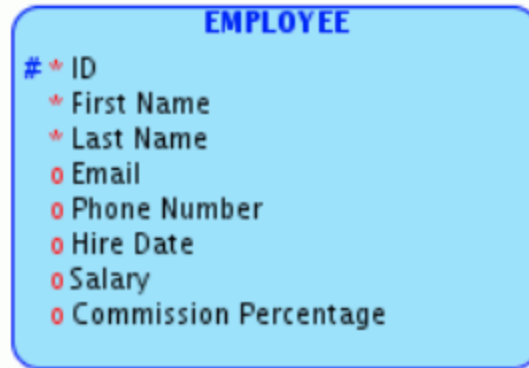 EMPLOYEE
# * ID
* First Name
* Last Name
o Email
o Phone Number
o Hire Date
o Salary
o Commission Percentage